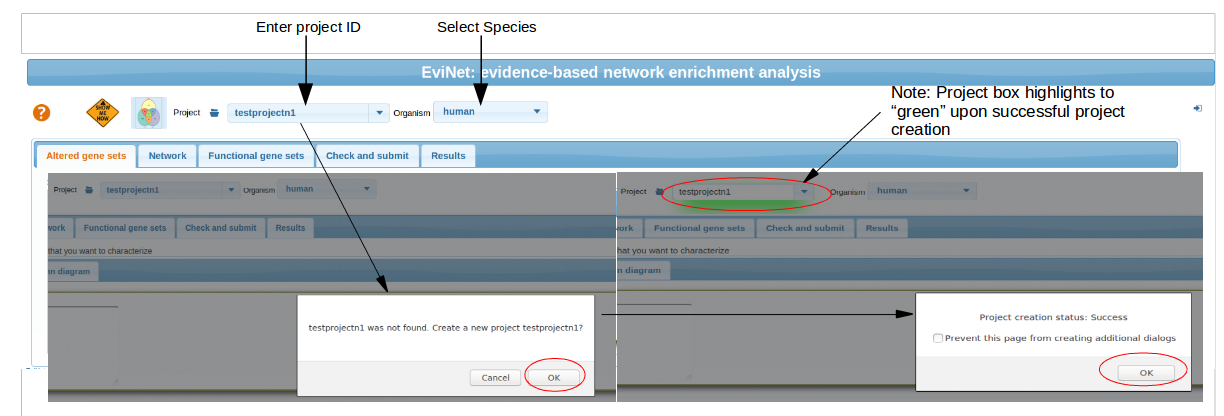 Enter project ID
Select Species
EviNet: evidence-based network enrichment analysis
Note: Project box highlights to
“green” upon successful project
creation
?
SHOW
ME
HOW
Project
testprojectn1
Organism
human
Altered gene sets
Network
Functional gene sets
Check and submit
Results
Project
testprojectn1
Organism
human
work
Functional gene sets
Check and submit
Results
that you want to characterize
nn diagram
testprojectn1 was not found. Create a new project testprojectn1?
Cancel
OK
Project
testprojectn1
Organism
human
ork
Functional gene sets
Check and submit
Results
hat you want to characterize
n diagram
Project creation status: Success
Prevent this page from creating additional dialogs
OK